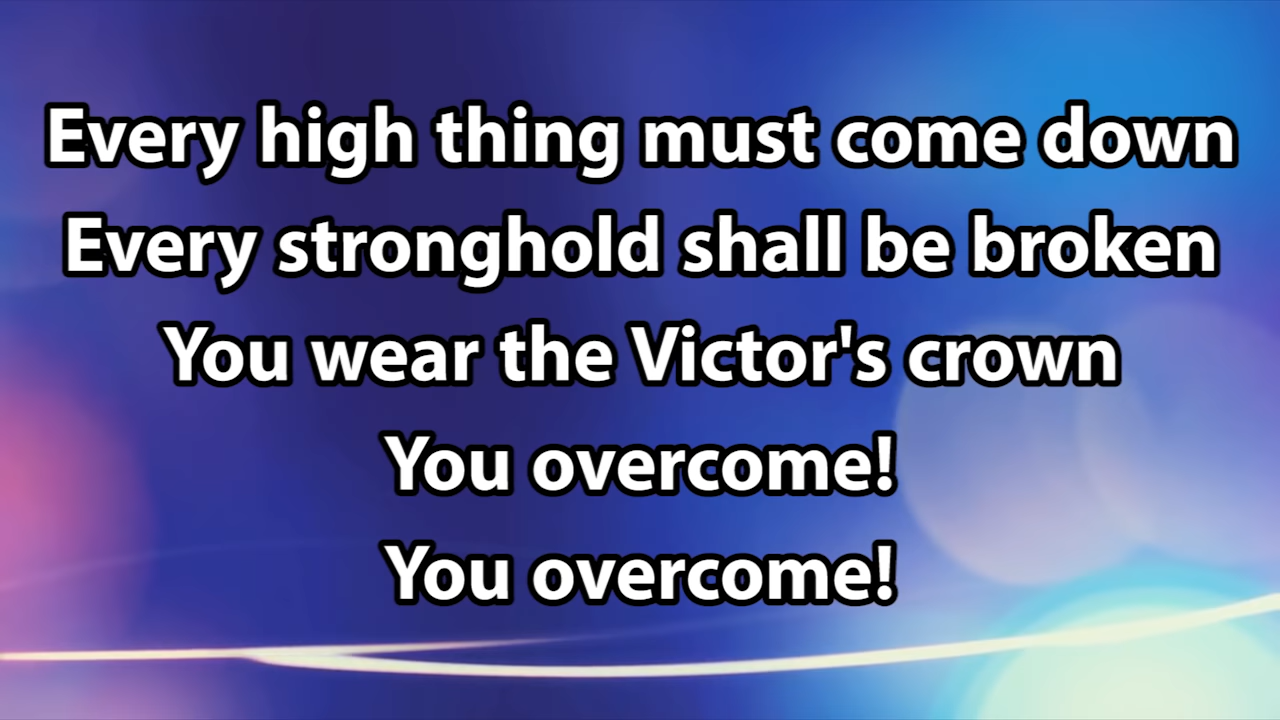 Every high thing must come down
Every stronghold shall be broken
You wear the Victor's crown
You overcome!
You overcome!